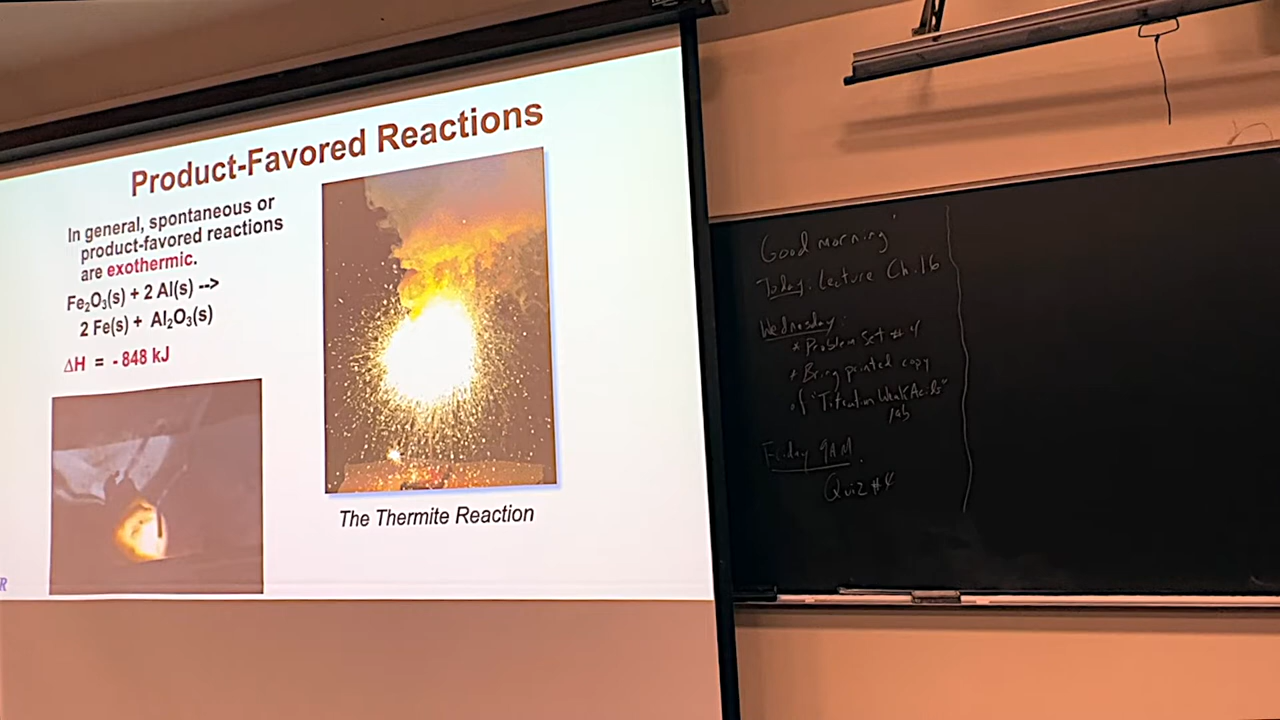 Product-Favored Reactions
In general, spontaneous or
product-favored reactions
are exothermic.
Fe₂O₃(s) + 2 Al(s) -->
2 Fe(s) + Al₂O₃(s)
ΔH = - 848 kJ
The Thermite Reaction
R
Good morning
Today: Lecture Ch. 16
Wednesday:
* Problem Set #4
+ Bring printed copy
of "Titration Weak Acids"
lab
Friday 9AM
Quiz #4